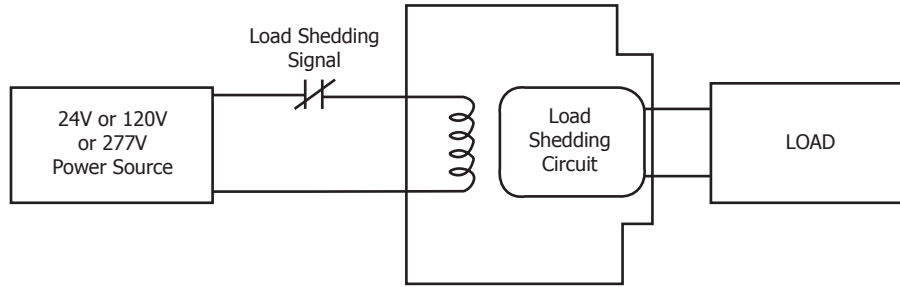 Load Shedding
Signal
24V or 120V
or 277V
Power Source
Load
Shedding
Circuit
LOAD